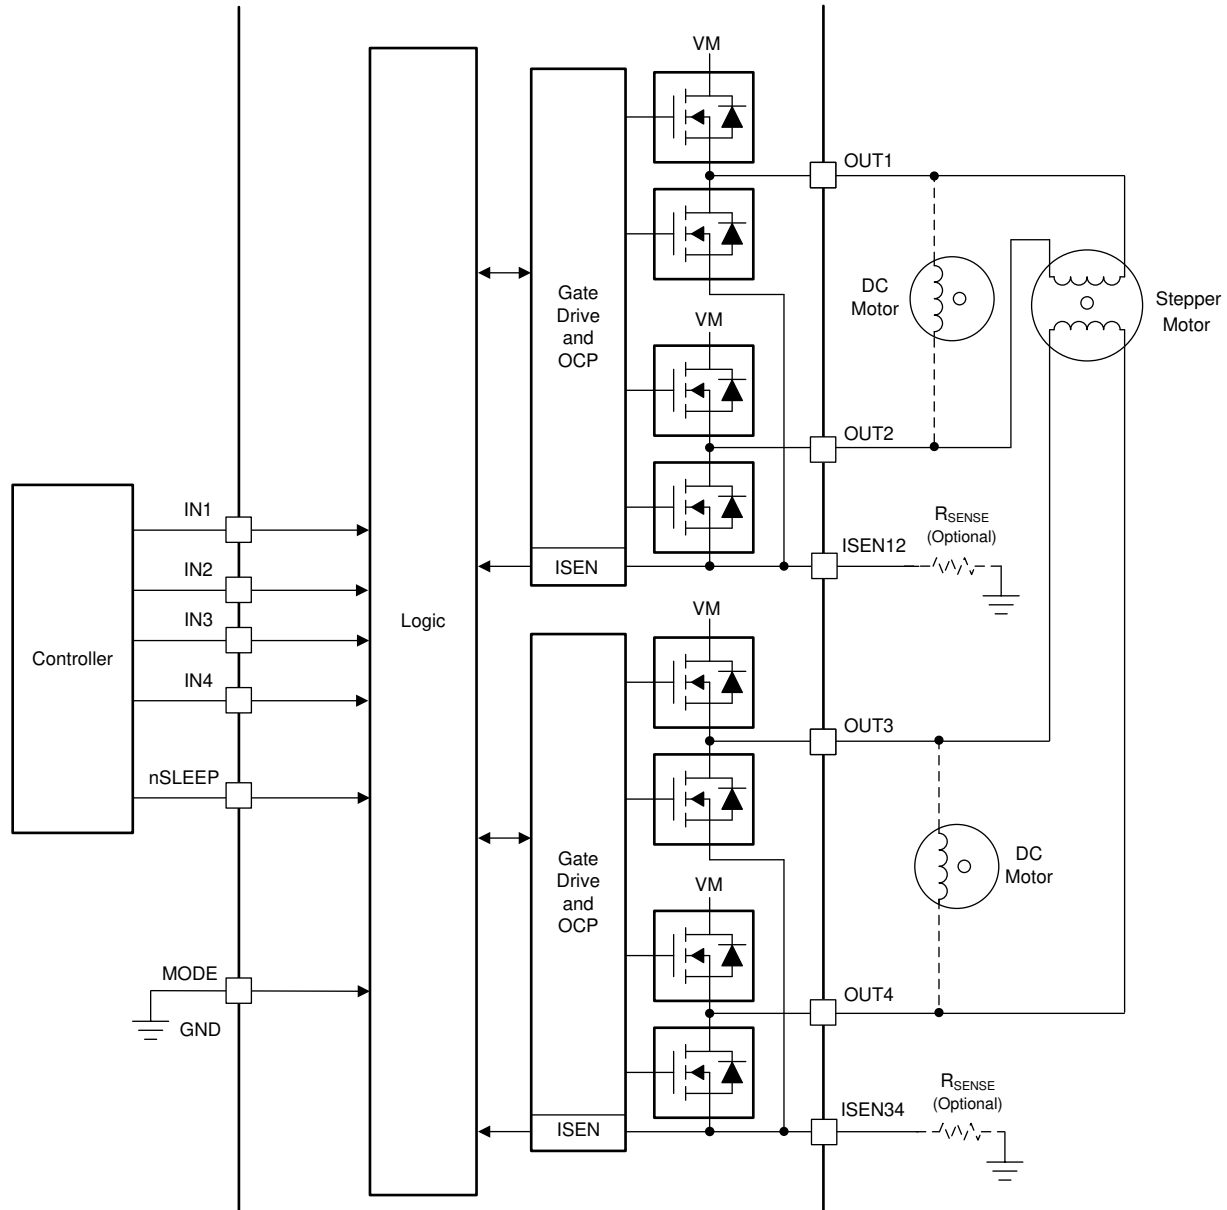 VM
OUT1
Gate
Drive
and
OCP
DC
Motor
Stepper
Motor
VM
OUT2
IN1
IN2
IN3
IN4
nSLEEP
Controller
Logic
ISEN
ISEN12
RSENSE
(Optional)
VM
OUT3
Gate
Drive
and
OCP
DC
Motor
VM
MODE
GND
OUT4
ISEN
ISEN34
RSENSE
(Optional)